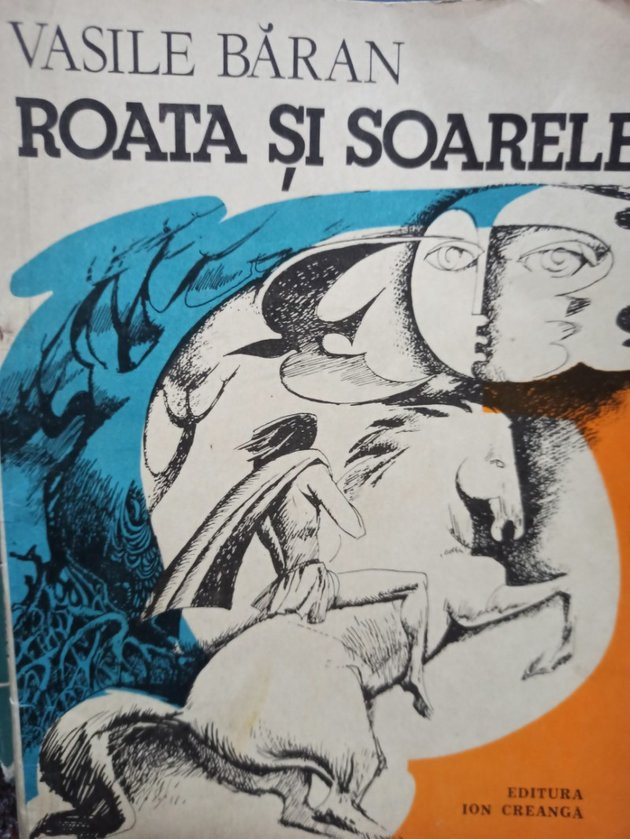 VASILE BĂRAN
ROATA ȘI SOARELE
EDITURA
ION CREANGĂ